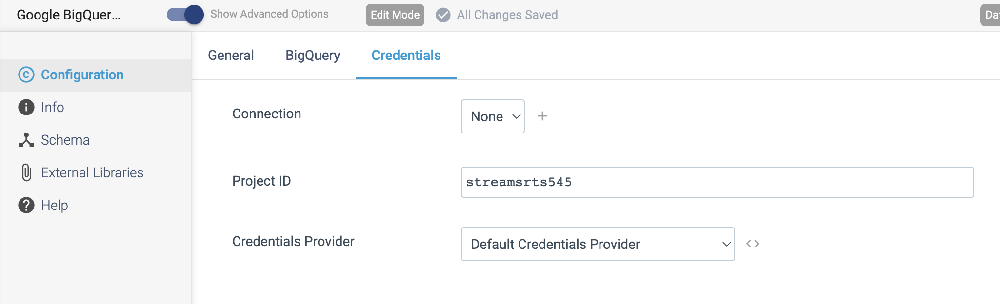 Google BigQuer...
Show Advanced Options
Edit Mode
All Changes Saved
General
BigQuery
Credentials
Configuration
Info
Schema
External Libraries
Help
Connection
None
Project ID
streamsrts545
Credentials Provider
Default Credentials Provider